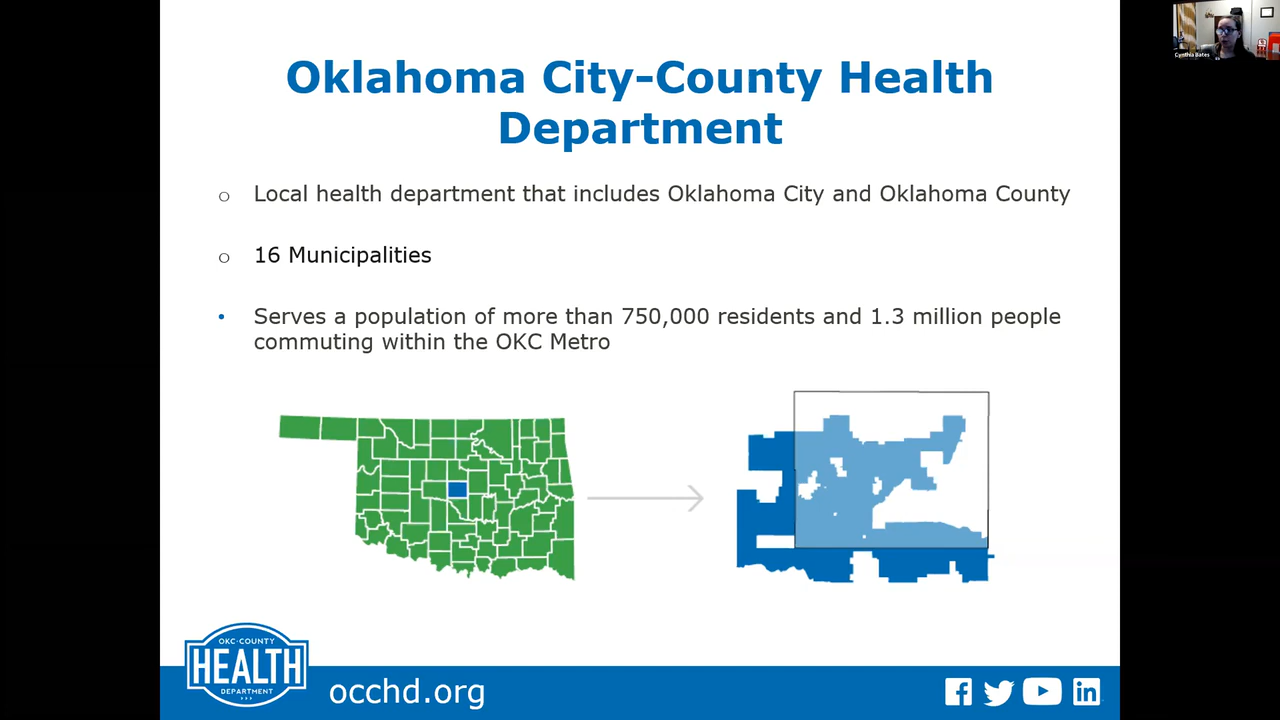 Cynthia Bates
Oklahoma City-County Health
Department
Local health department that includes Oklahoma City and Oklahoma County
16 Municipalities
Serves a population of more than 750,000 residents and 1.3 million people
commuting within the OKC Metro
OKC·COUNTY
HEALTH
DEPARTMENT
occhd.org